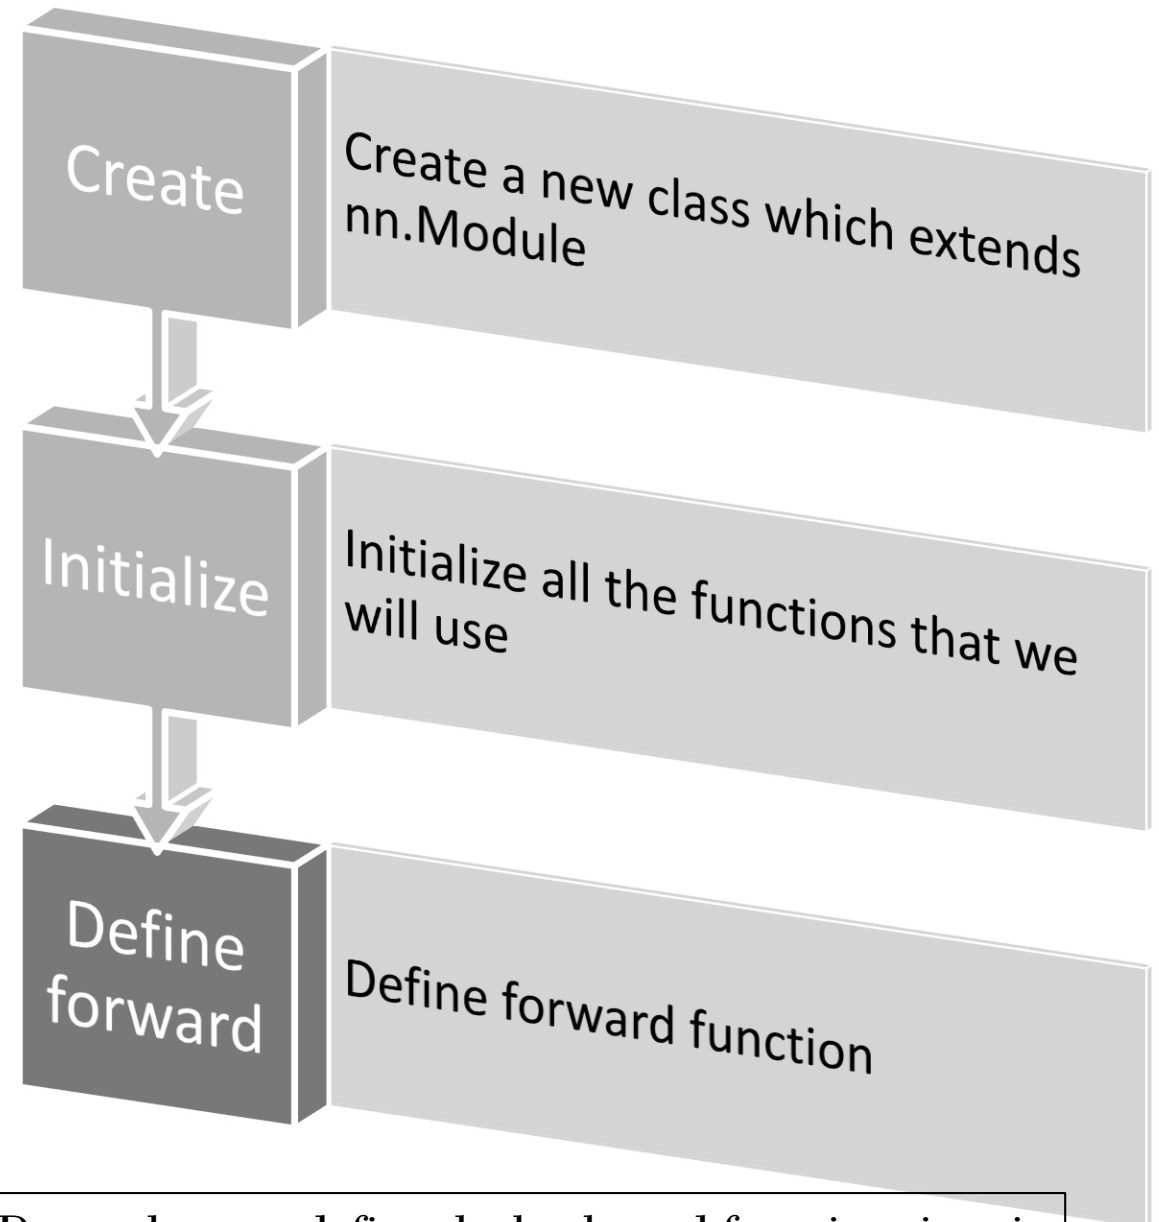 Create
Create a new class which extends
nn.Module
Initialize
Initialize all the functions that we
will use
Define
forward
Define forward function